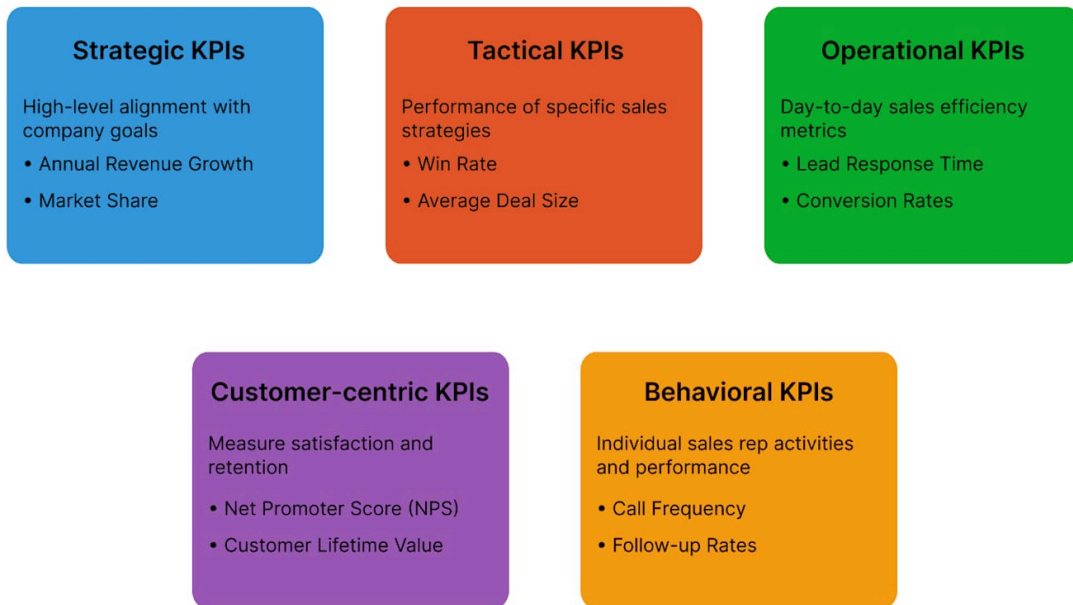 Strategic KPIs
High-level alignment with
company goals
• Annual Revenue Growth
• Market Share
Tactical KPIs
Performance of specific sales
strategies
• Win Rate
• Average Deal Size
Operational KPIs
Day-to-day sales efficiency
metrics
• Lead Response Time
• Conversion Rates
Customer-centric KPIs
Measure satisfaction and
retention
• Net Promoter Score (NPS)
• Customer Lifetime Value
Behavioral KPIs
Individual sales rep activities
and performance
• Call Frequency
• Follow-up Rates